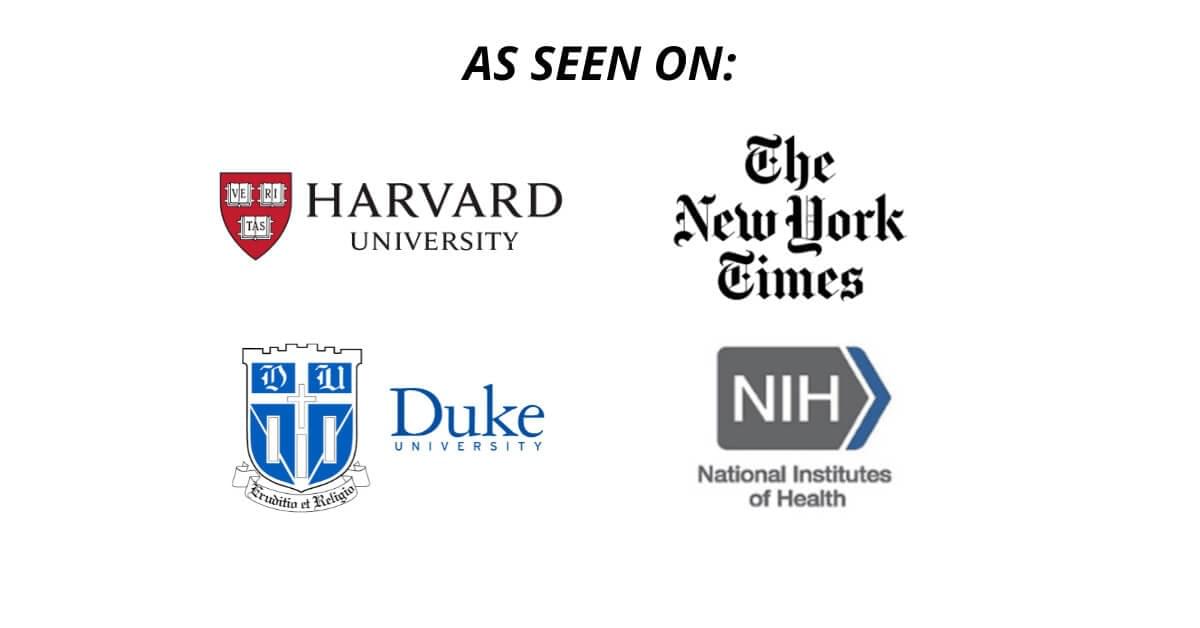 AS SEEN ON:
VE RI
TAS
HARVARD
UNIVERSITY
The
New York
Times
D U
Eruditio et Religio
Duke
UNIVERSITY
NIH
National Institutes
of Health